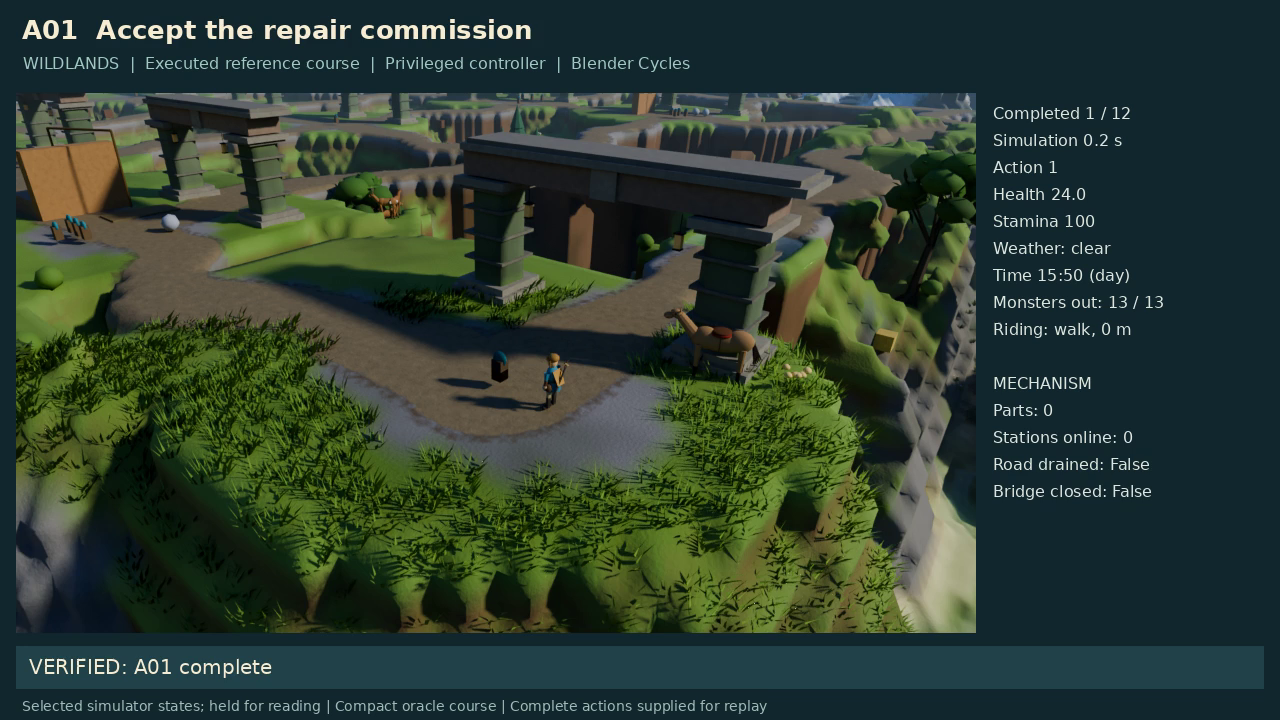 A01  Accept the repair commission
WILDLANDS | Executed reference course | Privileged controller | Blender Cycles
Completed 1 / 12
Simulation 0.2 s
Action 1
Health 24.0
Stamina 100
Weather: clear
Time 15:50 (day)
Monsters out: 13 / 13
Riding: walk, 0 m
MECHANISM
Parts: 0
Stations online: 0
Road drained: False
Bridge closed: False
VERIFIED: A01 complete
Selected simulator states; held for reading | Compact oracle course | Complete actions supplied for replay